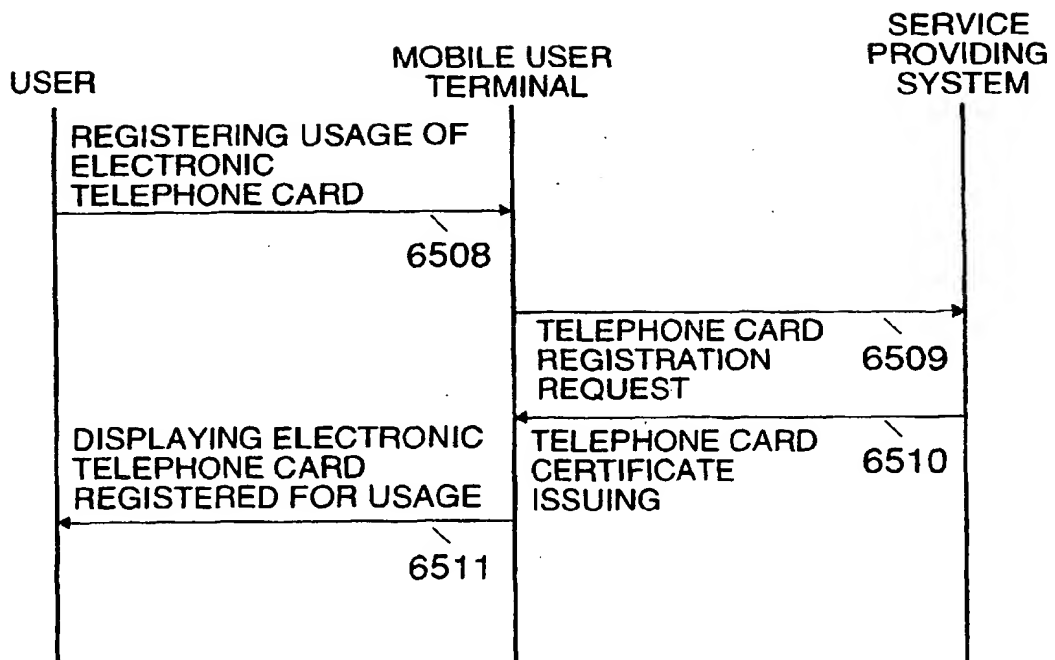 USER
MOBILE USER
TERMINAL
SERVICE
PROVIDING
SYSTEM
REGISTERING USAGE OF
ELECTRONIC
TELEPHONE CARD
6508
TELEPHONE CARD
REGISTRATION
REQUEST
6509
TELEPHONE CARD
CERTIFICATE
ISSUING
6510
DISPLAYING ELECTRONIC
TELEPHONE CARD
REGISTERED FOR USAGE
6511